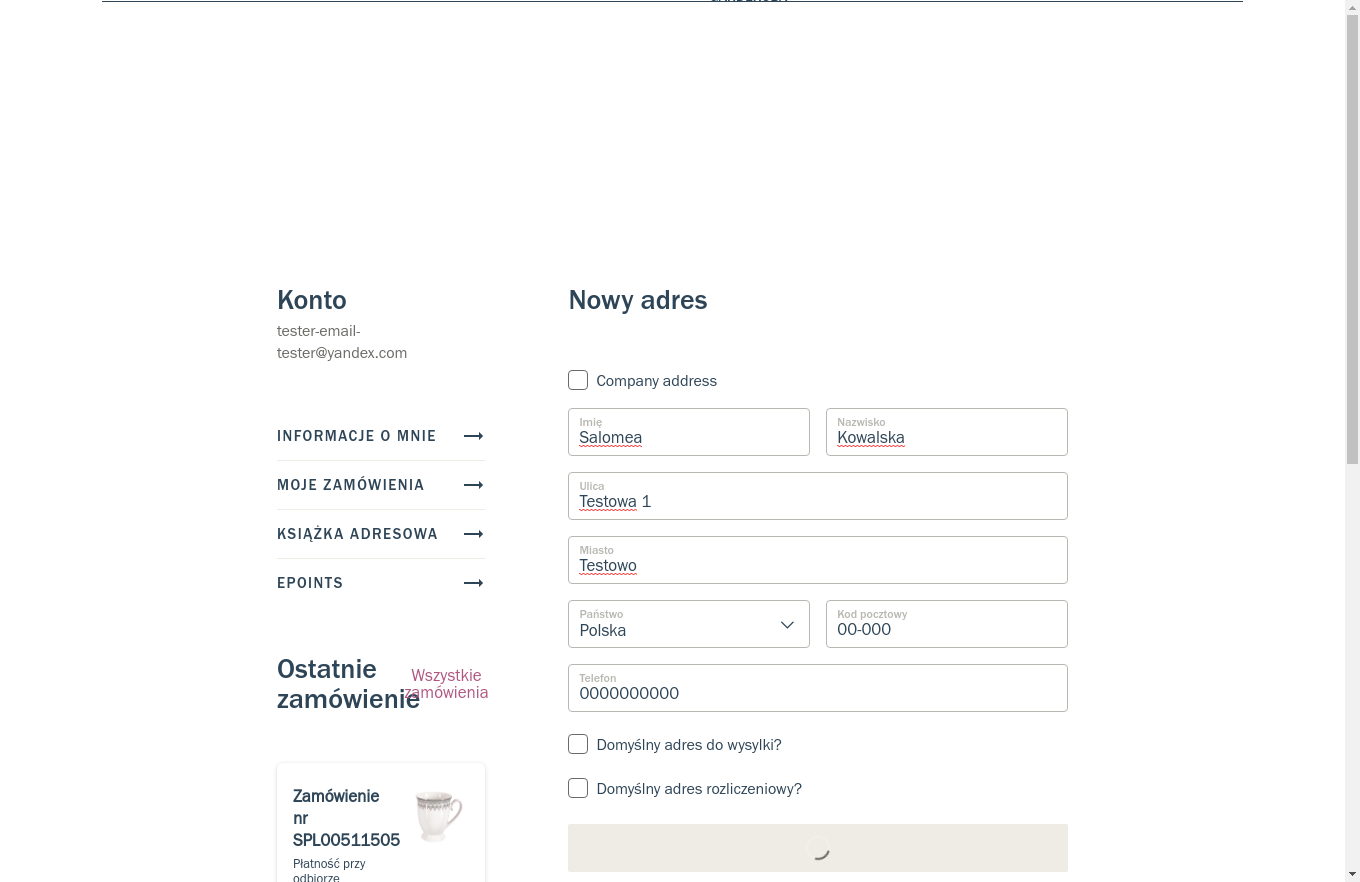 Konto
tester-email-
tester@yandex.com
INFORMACJE O MNIE
MOJE ZAMÓWIENIA
KSIĄŻKA ADRESOWA
EPOINTS
Ostatnie
zamówienie
Wszystkie
zamówienia
Zamówienie
nr
SPL00511505
Płatność przy
odbiorze
Nowy adres
Company address
Imię
Salomea
Nazwisko
Kowalska
Ulica
Testowa 1
Miasto
Testowo
Państwo
Polska
Kod pocztowy
00-000
Telefon
0000000000
Domyślny adres do wysylki?
Domyślny adres rozliczeniowy?